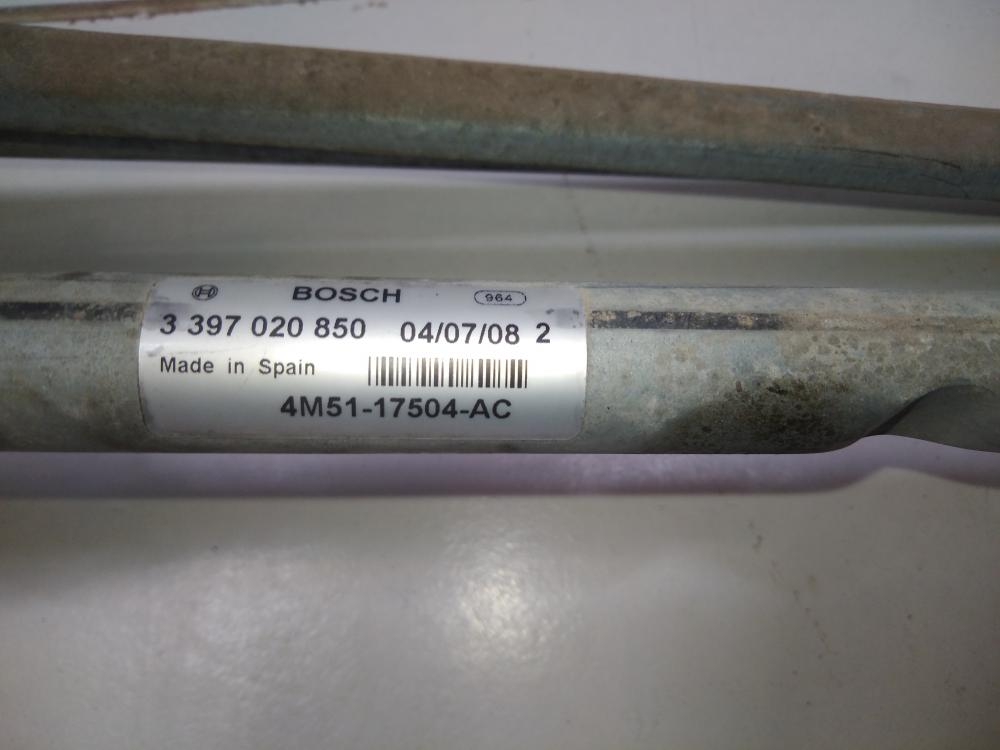 BOSCH 964
3 397 020 850 04/07/08 2
Made in Spain
4M51-17504-AC